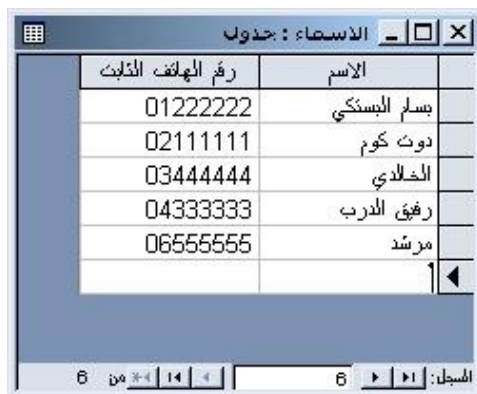 الاسماء : جدول
الاسم رقم الهاتف الثابت
بسام البستكي 01222222
دوت كوم 02111111
الخالدي 03444444
رفيق الدرب 04333333
مرشد 06555555
السجل: 6 من 6